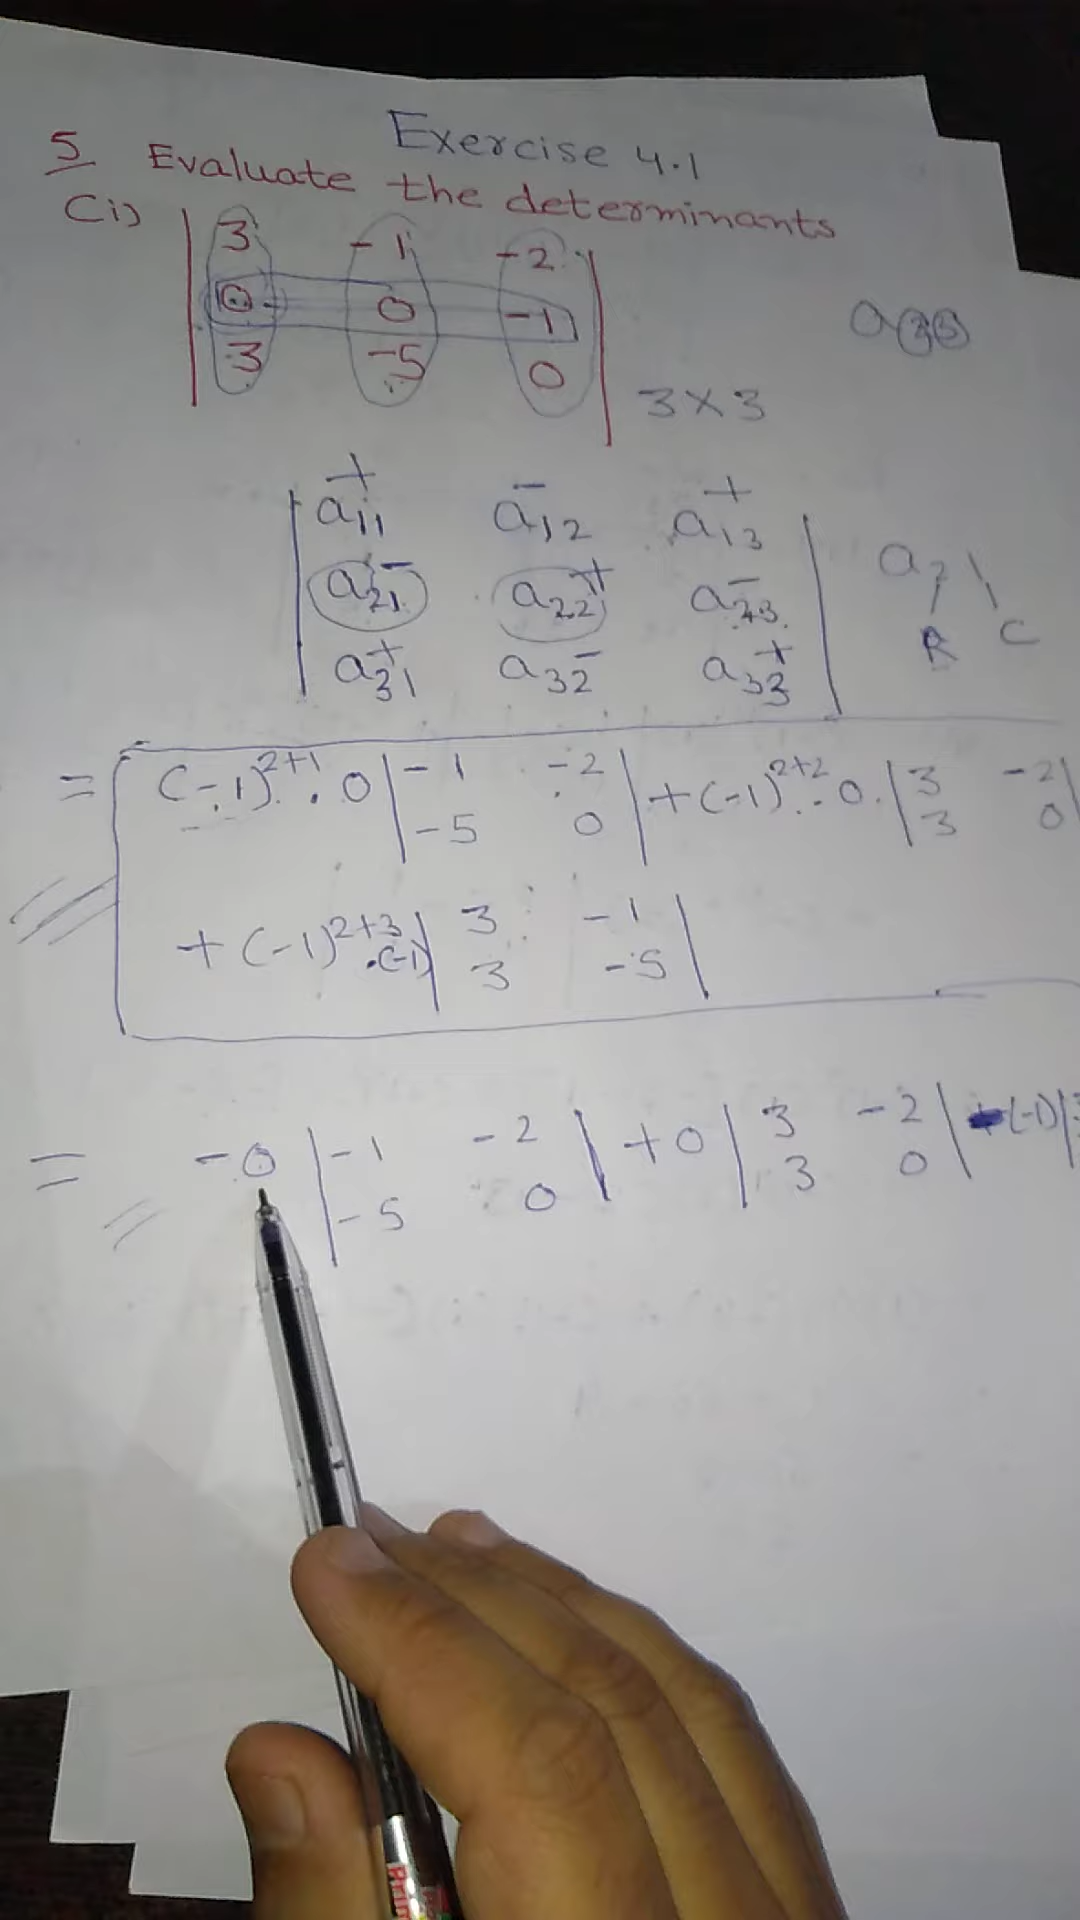 Exercise 4.1
5 Evaluate the determinants
(i) | 3 -1 -2 |
| 0 0 -1 |
| 3 -5 0 | 3×3
| a₁₁⁺ a₁₂⁻ a₁₃⁺ |
| a₂₁⁻ a₂₂⁺ a₂₃⁻ |
| a₃₁⁺ a₃₂⁻ a₃₃⁺ |
a₂₁
R C
= (-1)²⁺¹ . 0 | -1 -2 | + (-1)²⁺² . 0 . | 3 -2 |
| -5 0 | | 3 0 |
+ (-1)²⁺³ . (-1) | 3 -1 |
| 3 -5 |
= -0 | -1 -2 | + 0 | 3 -2 | - (-1) |
| -5 0 | | 3 0 |